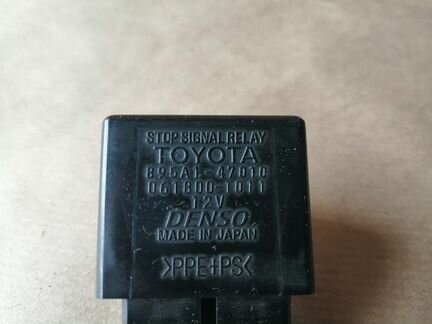 STOP SIGNAL RELAY
TOYOTA
895A1-47010
061800-1011
12V
DENSO
MADE IN JAPAN
>PPE+PS<